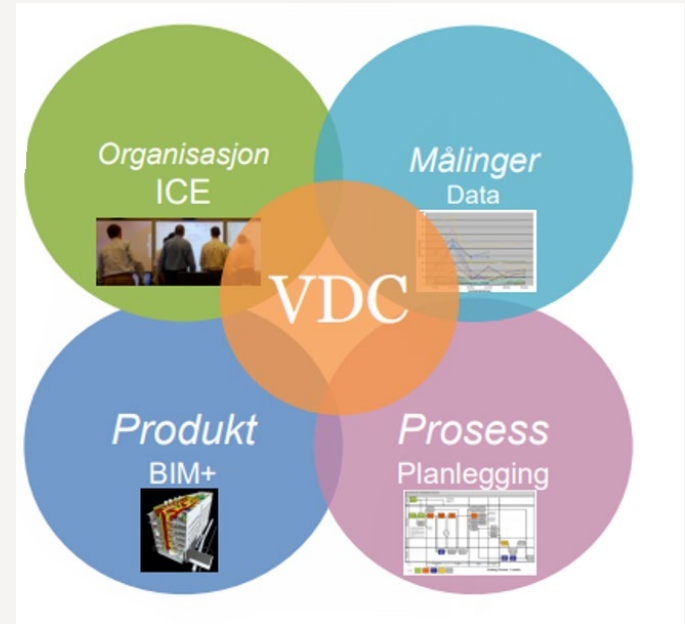 Organisasjon
ICE
Målinger
Data
VDC
Produkt
BIM+
Prosess
Planlegging